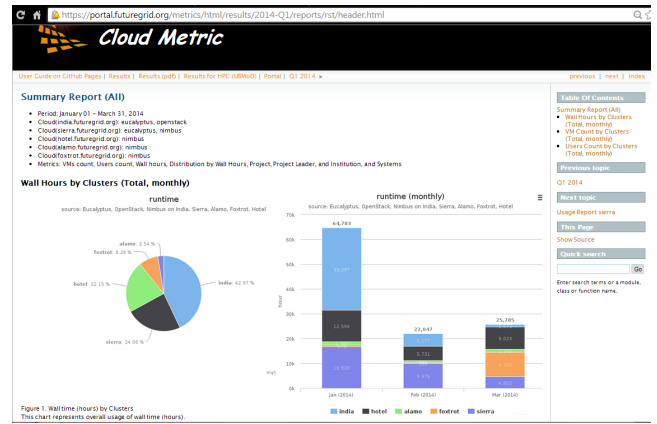 https://portal.futuregrid.org/metrics/html/results/2014-Q1/reports/rst/header.html
Cloud Metric
User Guide on GitHub Pages | Results | Results (pdf) | Results for HPC (UBMoD) | Portal | Q1 2014 »
previous | next | index
Summary Report (All)
• Period: January 01 – March 31, 2014
• Cloud(india.futuregrid.org): eucalyptus, openstack
• Cloud(sierra.futuregrid.org): eucalyptus, nimbus
• Cloud(hotel.futuregrid.org): nimbus
• Cloud(alamo.futuregrid.org): nimbus
• Cloud(foxtrot.futuregrid.org): nimbus
• Metrics: VMs count, Users count, Wall hours, Distribution by Wall Hours, Project, Project Leader, and Institution, and Systems
Wall Hours by Clusters (Total, monthly)
runtime
source: Eucalyptus, OpenStack, Nimbus on India, Sierra, Alamo, Foxtrot, Hotel
alamo: 2.54 %
foxtrot: 8.28 %
hotel: 22.15 %
india: 42.97 %
sierra: 24.06 %
runtime (monthly)
source: Eucalyptus, OpenStack, Nimbus on India, Sierra, Alamo, Foxtrot, Hotel
70k
60k
50k
40k
30k
20k
10k
0k
64,783
22,047
25,785
5,731
Jan (2014)
Feb (2014)
Mar (2014)
india
hotel
alamo
foxtrot
sierra
Figure 1. Wall time (hours) by Clusters
This chart represents overall usage of wall time (hours).
Table Of Contents
Summary Report (All)
• Wall Hours by Clusters
(Total, monthly)
• VM Count by Clusters
(Total, monthly)
• Users Count by Clusters
(Total, monthly)
Previous topic
Q1 2014
Next topic
Usage Report sierra
This Page
Show Source
Quick search
Go
Enter search terms or a module,
class or function name.